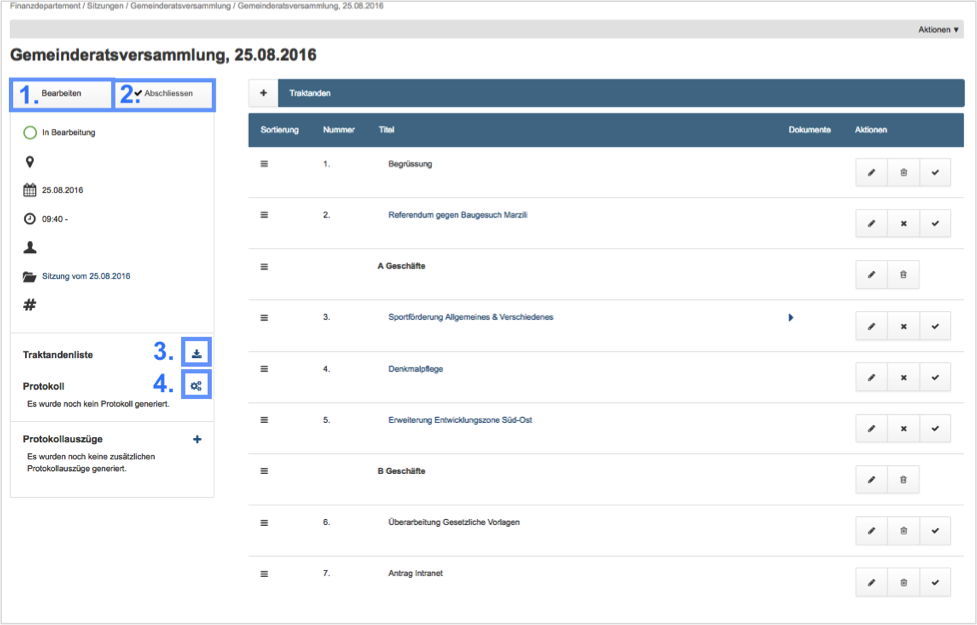 Finanzdepartement / Sitzungen / Gemeinderatsversammlung / Gemeinderatsversammlung, 25.08.2016
Aktionen ▾
Gemeinderatsversammlung, 25.08.2016
1. Bearbeiten
2. Abschliessen
In Bearbeitung
25.08.2016
09:40 -
Sitzung vom 25.08.2016
#
Traktandenliste 3.
Protokoll 4.
Es wurde noch kein Protokoll generiert.
Protokollauszüge +
Es wurden noch keine zusätzlichen
Protokollauszüge generiert.
+ Traktanden
Sortierung Nummer Titel Dokumente Aktionen
1. Begrüssung
2. Referendum gegen Baugesuch Marzili
A Geschäfte
3. Sportförderung Allgemeines & Verschiedenes
4. Denkmalpflege
5. Erweiterung Entwicklungszone Süd-Ost
B Geschäfte
6. Überarbeitung Gesetzliche Vorlagen
7. Antrag Intranet